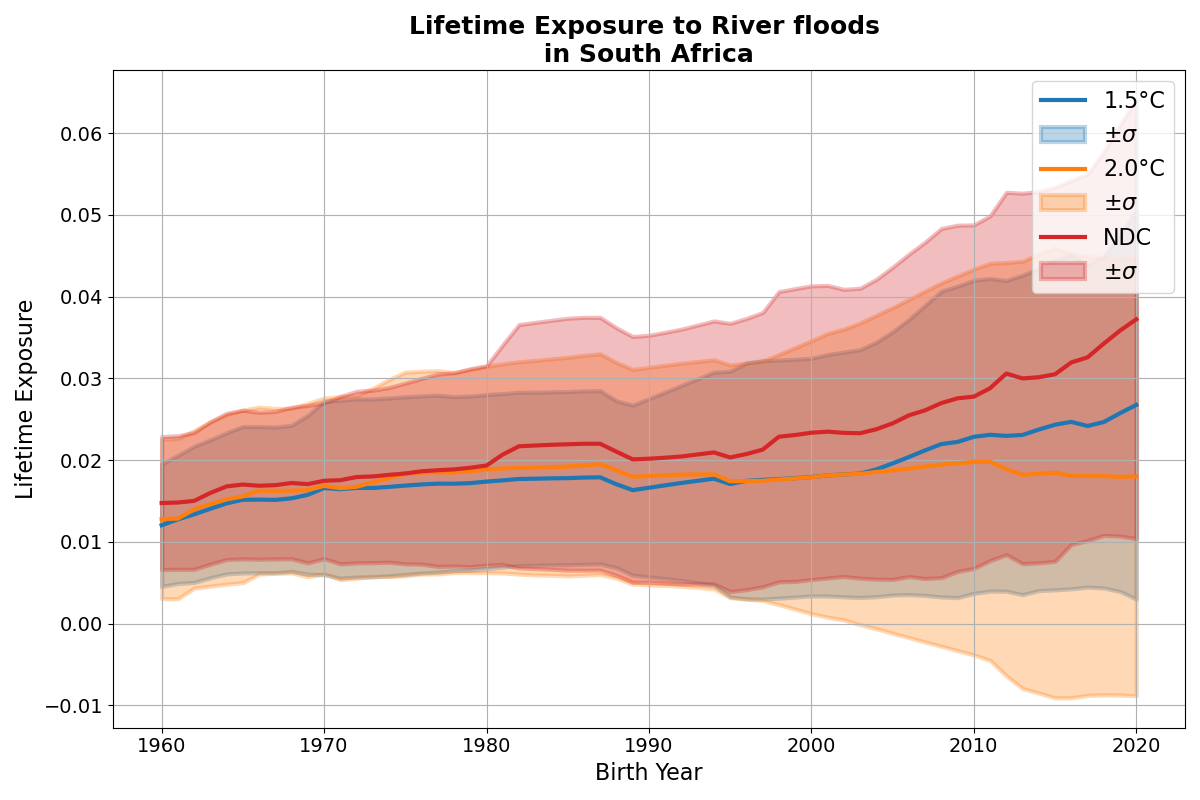 Lifetime Exposure to River floods
in South Africa
Lifetime Exposure
0.06
0.05
0.04
0.03
0.02
0.01
0.00
−0.01
1960
1970
1980
1990
2000
2010
2020
Birth Year
1.5°C
±σ
2.0°C
±σ
NDC
±σ